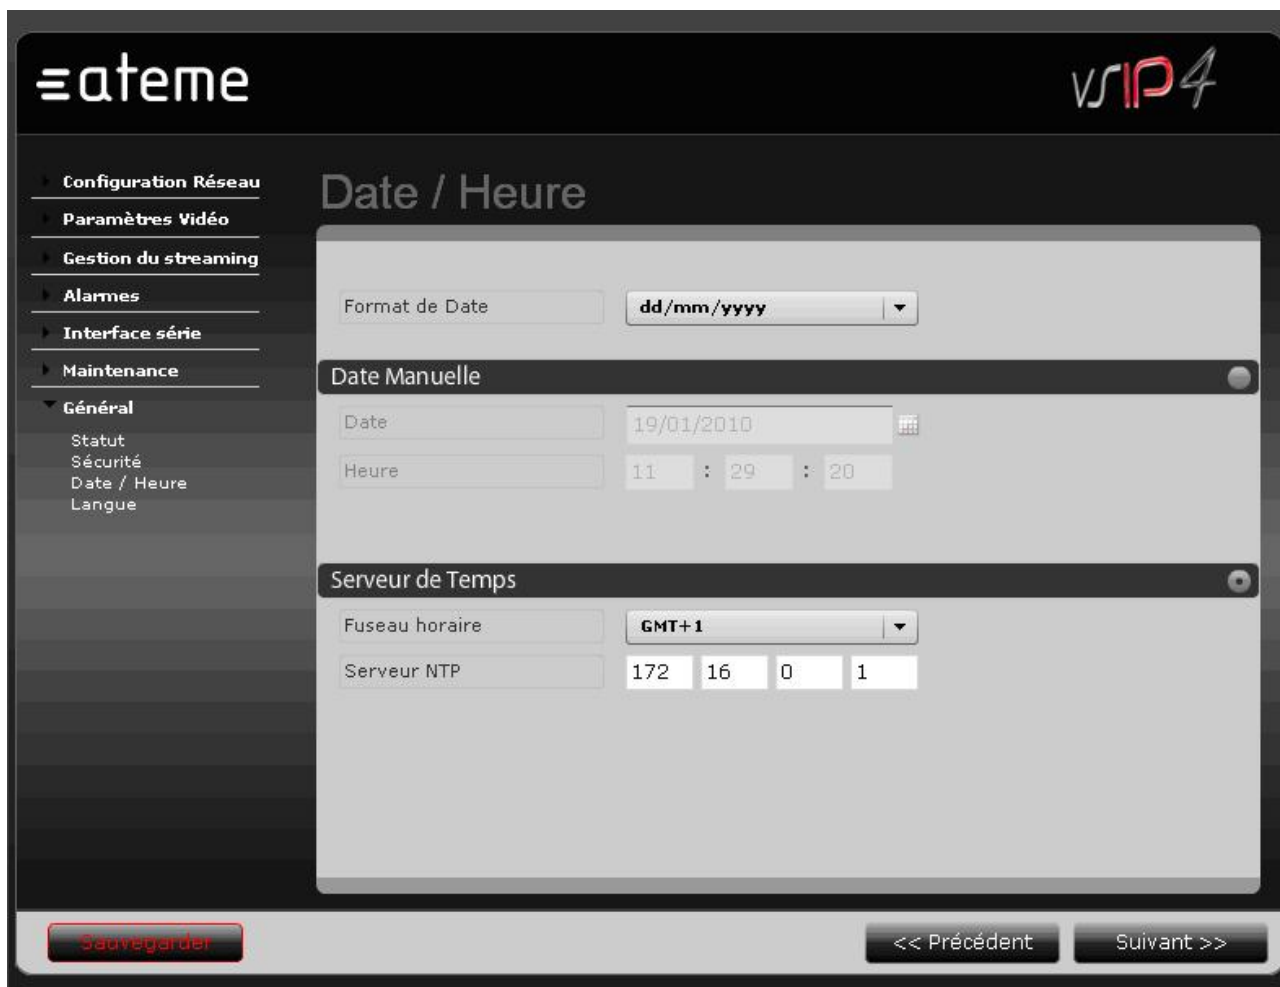 ateme
vsIP4
Configuration Réseau
Paramètres Vidéo
Gestion du streaming
Alarmes
Interface série
Maintenance
Général
Statut
Sécurité
Date / Heure
Langue
Date / Heure
Format de Date dd/mm/yyyy
Date Manuelle
Date 19/01/2010
Heure 11 : 29 : 20
Serveur de Temps
Fuseau horaire GMT+1
Serveur NTP 172 16 0 1
Sauvegarder << Précédent Suivant >>